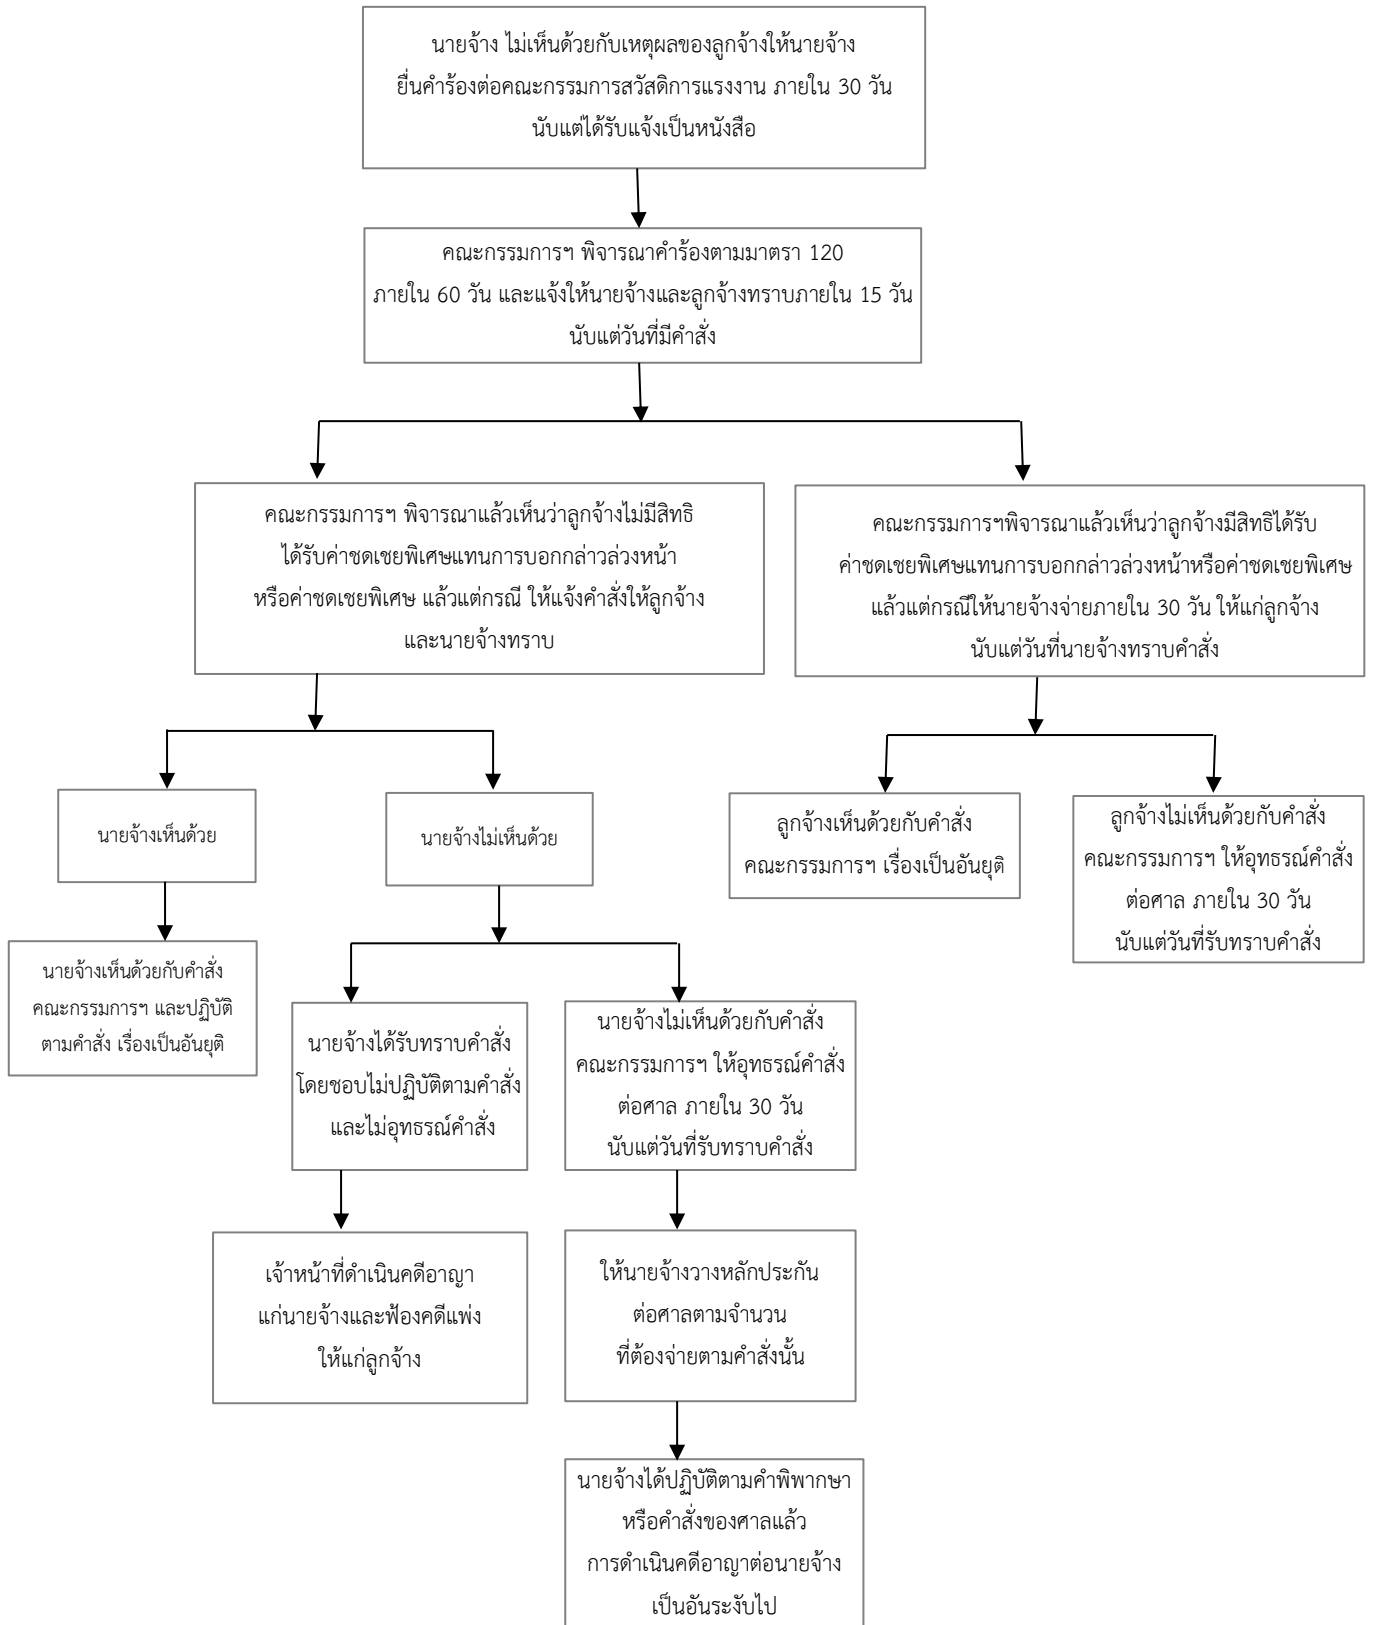 นายจ้าง ไม่เห็นด้วยกับเหตุผลของลูกจ้างให้นายจ้าง
ยื่นคำร้องต่อคณะกรรมการสวัสดิการแรงงาน ภายใน 30 วัน
นับแต่ได้รับแจ้งเป็นหนังสือ
คณะกรรมการฯ พิจารณาคำร้องตามมาตรา 120
ภายใน 60 วัน และแจ้งให้นายจ้างและลูกจ้างทราบภายใน 15 วัน
นับแต่วันที่มีคำสั่ง
คณะกรรมการฯ พิจารณาแล้วเห็นว่าลูกจ้างไม่มีสิทธิ
ได้รับค่าชดเชยพิเศษแทนการบอกกล่าวล่วงหน้า
หรือค่าชดเชยพิเศษ แล้วแต่กรณี ให้แจ้งคำสั่งให้ลูกจ้าง
และนายจ้างทราบ
คณะกรรมการฯพิจารณาแล้วเห็นว่าลูกจ้างมีสิทธิได้รับ
ค่าชดเชยพิเศษแทนการบอกกล่าวล่วงหน้าหรือค่าชดเชยพิเศษ
แล้วแต่กรณีให้นายจ้างจ่ายภายใน 30 วัน ให้แก่ลูกจ้าง
นับแต่วันที่นายจ้างทราบคำสั่ง
นายจ้างเห็นด้วย
นายจ้างไม่เห็นด้วย
ลูกจ้างเห็นด้วยกับคำสั่ง
คณะกรรมการฯ เรื่องเป็นอันยุติ
ลูกจ้างไม่เห็นด้วยกับคำสั่ง
คณะกรรมการฯ ให้อุทธรณ์คำสั่ง
ต่อศาล ภายใน 30 วัน
นับแต่วันที่รับทราบคำสั่ง
นายจ้างเห็นด้วยกับคำสั่ง
คณะกรรมการฯ และปฏิบัติ
ตามคำสั่ง เรื่องเป็นอันยุติ
นายจ้างได้รับทราบคำสั่ง
โดยชอบไม่ปฏิบัติตามคำสั่ง
และไม่อุทธรณ์คำสั่ง
นายจ้างไม่เห็นด้วยกับคำสั่ง
คณะกรรมการฯ ให้อุทธรณ์คำสั่ง
ต่อศาล ภายใน 30 วัน
นับแต่วันที่รับทราบคำสั่ง
เจ้าหน้าที่ดำเนินคดีอาญา
แก่นายจ้างและฟ้องคดีแพ่ง
ให้แก่ลูกจ้าง
ให้นายจ้างวางหลักประกัน
ต่อศาลตามจำนวน
ที่ต้องจ่ายตามคำสั่งนั้น
นายจ้างได้ปฏิบัติตามคำพิพากษา
หรือคำสั่งของศาลแล้ว
การดำเนินคดีอาญาต่อนายจ้าง
เป็นอันระงับไป